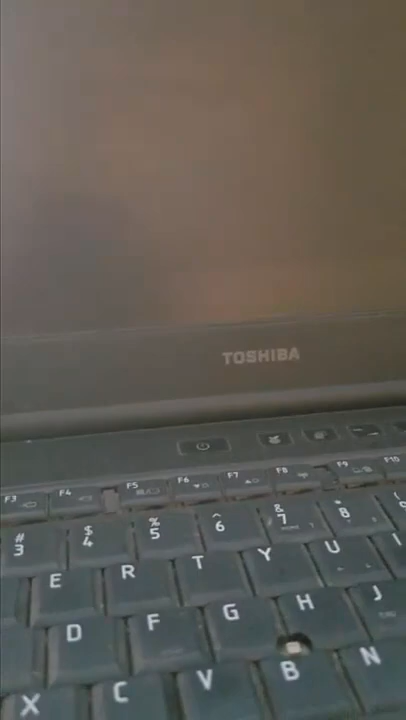 TOSHIBA
F3 F4 F5 F6 F7 F8 F9 F10
# $ % ^ & * (
3 4 5 6 7 8
E R T Y U I
D F G H J
X C V B N